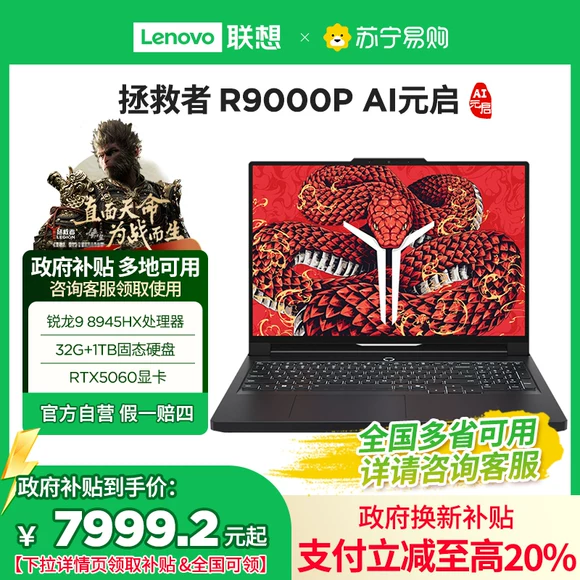 Lenovo 联想 × 苏宁易购
拯救者 R9000P AI元启
AI
元启
直面天命
为战而生
拯救者
LEGION
政府补贴 多地可用
咨询客服领取使用
锐龙9 8945HX处理器
32G+1TB固态硬盘
RTX5060显卡
官方自营 假一赔四
全国多省可用
详请咨询客服
政府补贴到手价:
¥ 7999.2元起
【下拉详情页领取补贴&全国可领】
政府换新补贴
支付立减至高20%